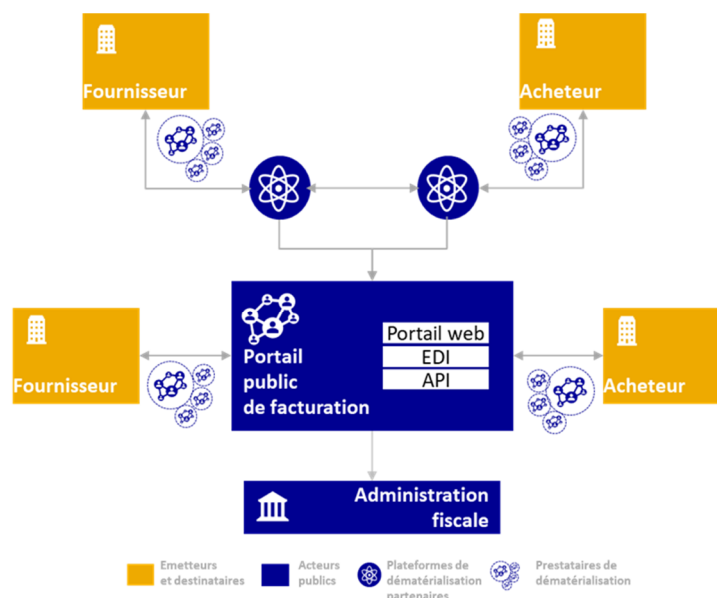 Fournisseur
Acheteur
Portail web
EDI
API
Portail
public
de facturation
Fournisseur
Acheteur
Administration
fiscale
Emetteurs
et destinataires
Acteurs
publics
Plateformes de
dématérialisation
partenaires
Prestataires de
dématérialisation